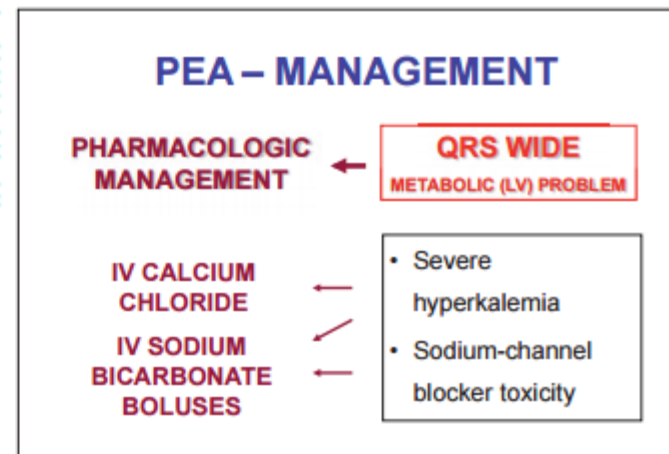 PEA – MANAGEMENT
PHARMACOLOGIC
MANAGEMENT
QRS WIDE
METABOLIC (LV) PROBLEM
IV CALCIUM
CHLORIDE
IV SODIUM
BICARBONATE
BOLUSES
• Severe
hyperkalemia
• Sodium-channel
blocker toxicity